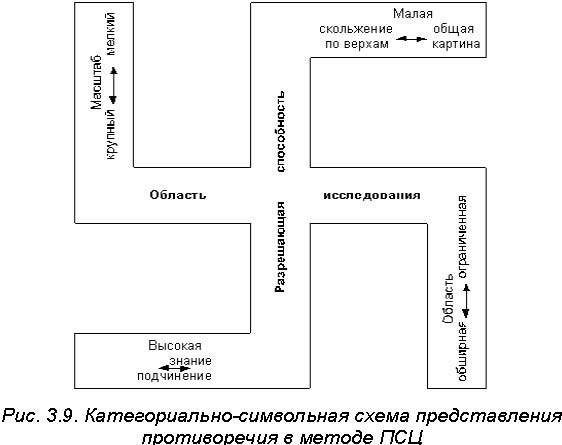 Малая
скольжение общая
по верхам картина
Масштаб
крупный мелкий
Разрешающая способность
Область исследования
Область
обширная ограниченная
Высокая
знание
подчинение
Рис. 3.9. Категориально-символьная схема представления
противоречия в методе ПСЦ